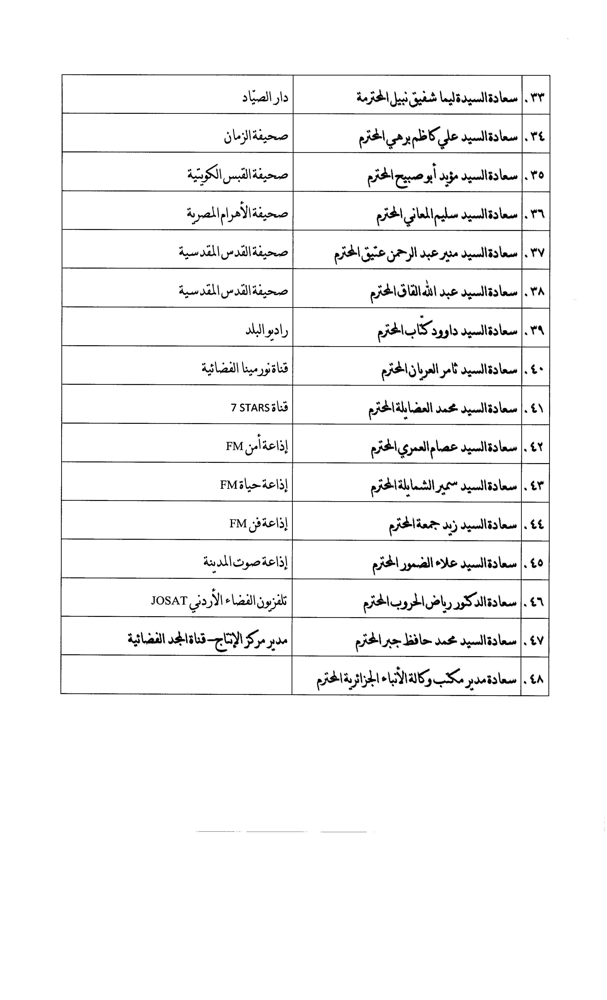 ٣٣. سعادة السيدة ليما شفيق نبيل المحترمة دار الصيّاد
٣٤. سعادة السيد علي كاظم برهي المحترم صحيفة الزمان
٣٥. سعادة السيد مؤيد أبو صبيح المحترم صحيفة القبس الكويتية
٣٦. سعادة السيد سليم المعاني المحترم صحيفة الأهرام المصرية
٣٧. سعادة السيد منير عبد الرحمن عتيق المحترم صحيفة القدس المقدسية
٣٨. سعادة السيد عبد الله القاق المحترم صحيفة القدس المقدسية
٣٩. سعادة السيد داوود كتّاب المحترم راديو البلد
٤٠. سعادة السيد ثامر العريان المحترم قناة نورمينا الفضائية
٤١. سعادة السيد محمد العضايلة المحترم قناة 7 STARS
٤٢. سعادة السيد عصام العمري المحترم إذاعة أمن FM
٤٣. سعادة السيد سمير الشمايلة المحترم إذاعة حياة FM
٤٤. سعادة السيد زيد جمعة المحترم إذاعة فن FM
٤٥. سعادة السيد علاء الضمور المحترم إذاعة صوت المدينة
٤٦. سعادة الدكتور رياض الحروب المحترم تلفزيون الفضاء الأردني JOSAT
٤٧. سعادة السيد محمد حافظ جبر المحترم مدير مركز الإنتاج – قناة المجد الفضائية
٤٨. سعادة مدير مكتب وكالة الأنباء الجزائرية المحترم